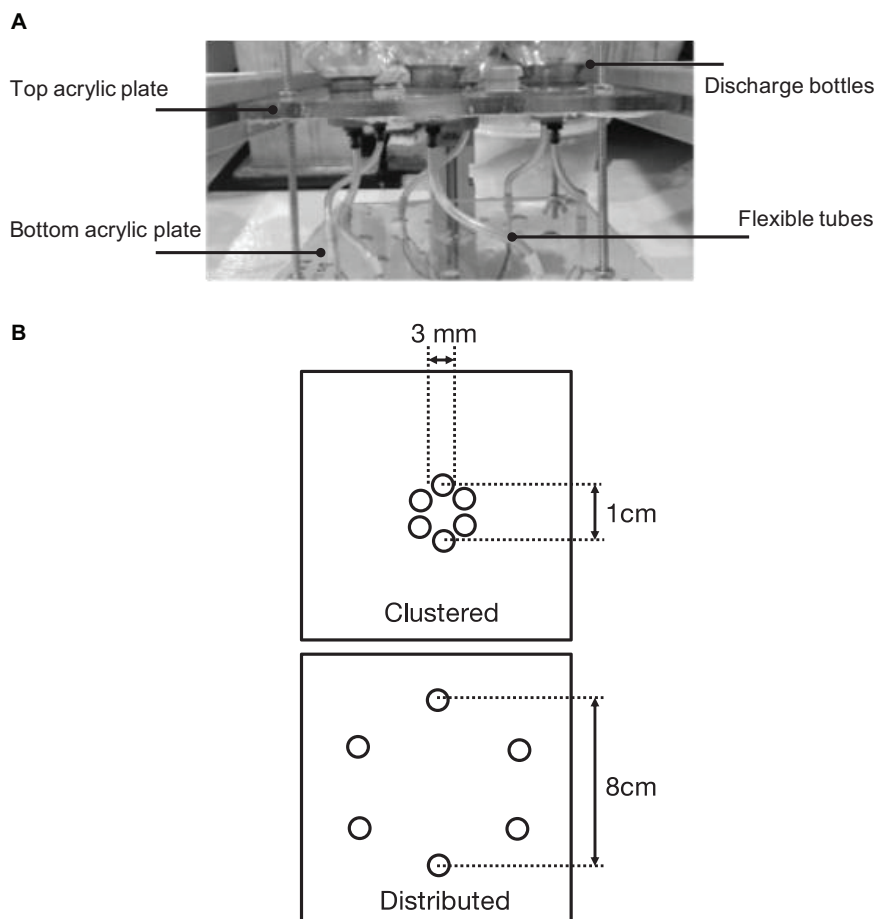 A
Top acrylic plate
Discharge bottles
Bottom acrylic plate
Flexible tubes
B
3 mm
1cm
Clustered
8cm
Distributed